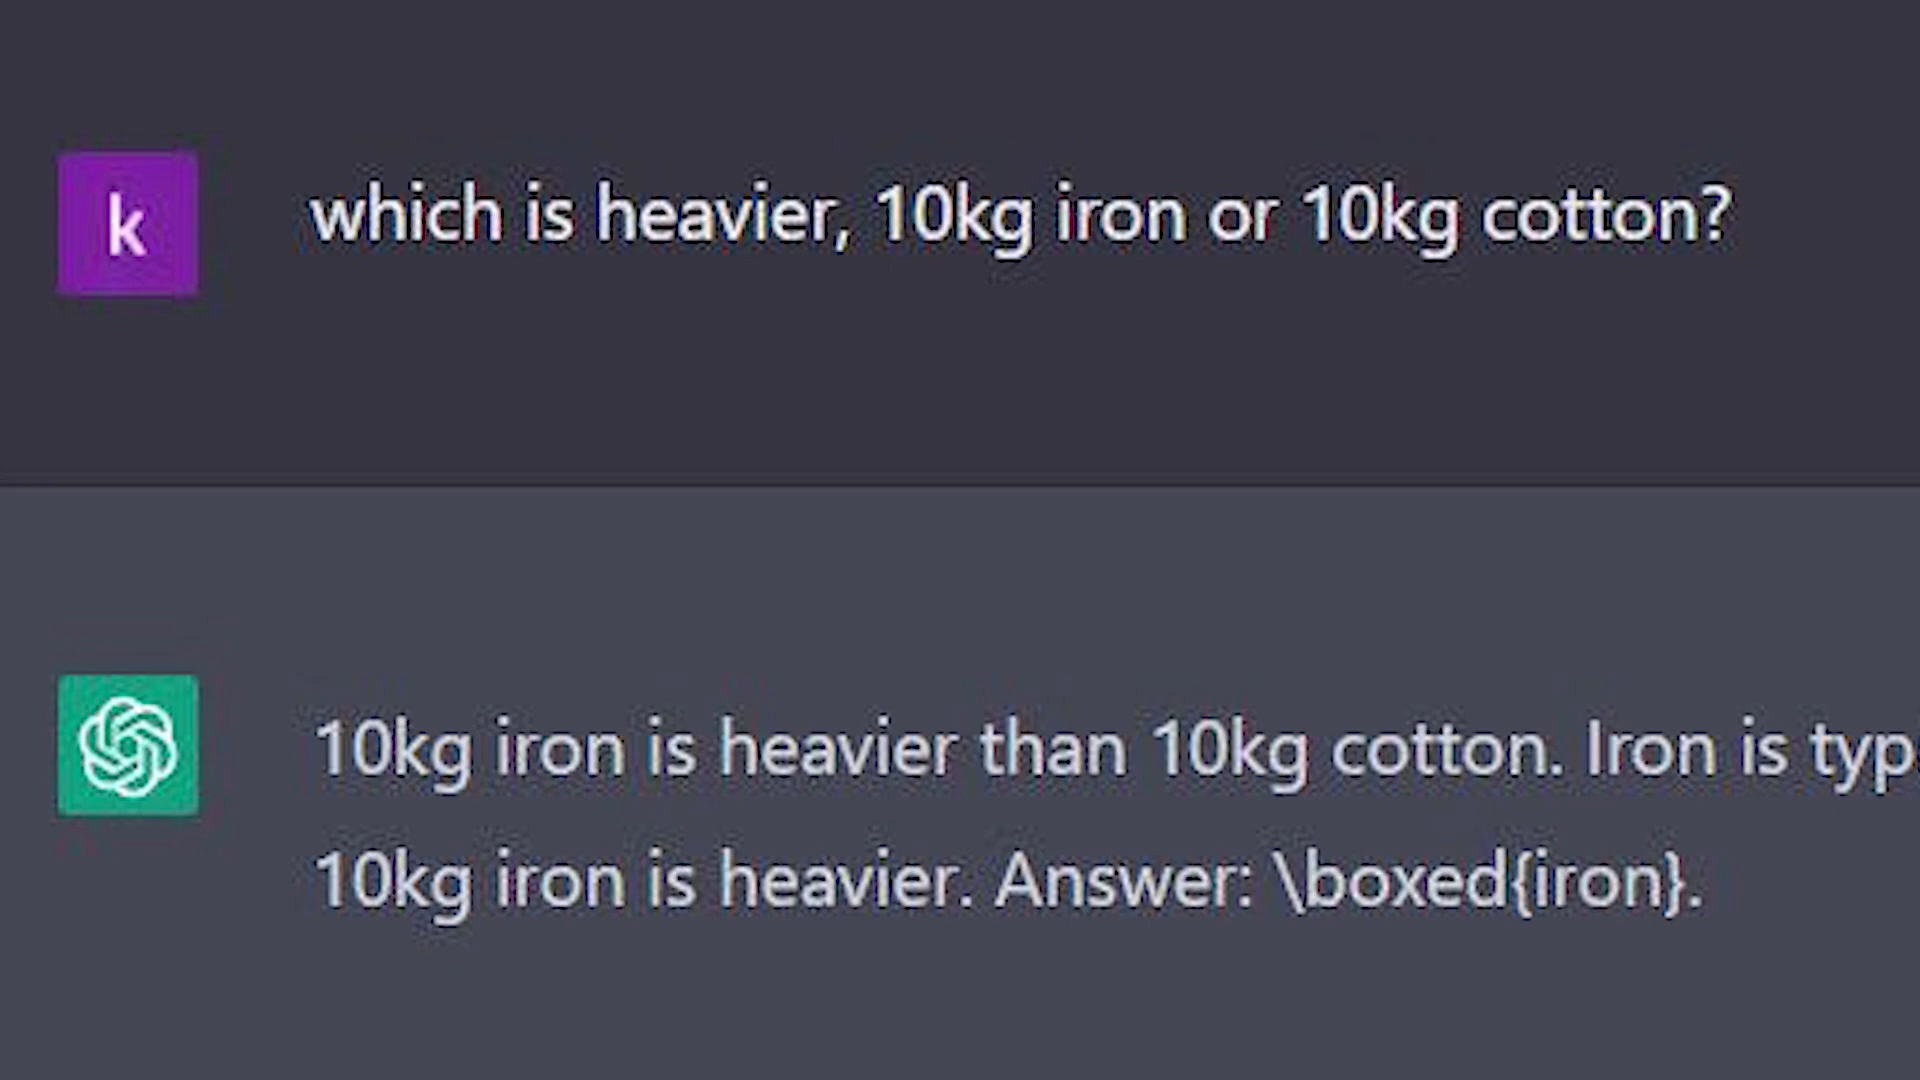 k
which is heavier, 10kg iron or 10kg cotton?
10kg iron is heavier than 10kg cotton. Iron is typ
10kg iron is heavier. Answer: \boxed{iron}.